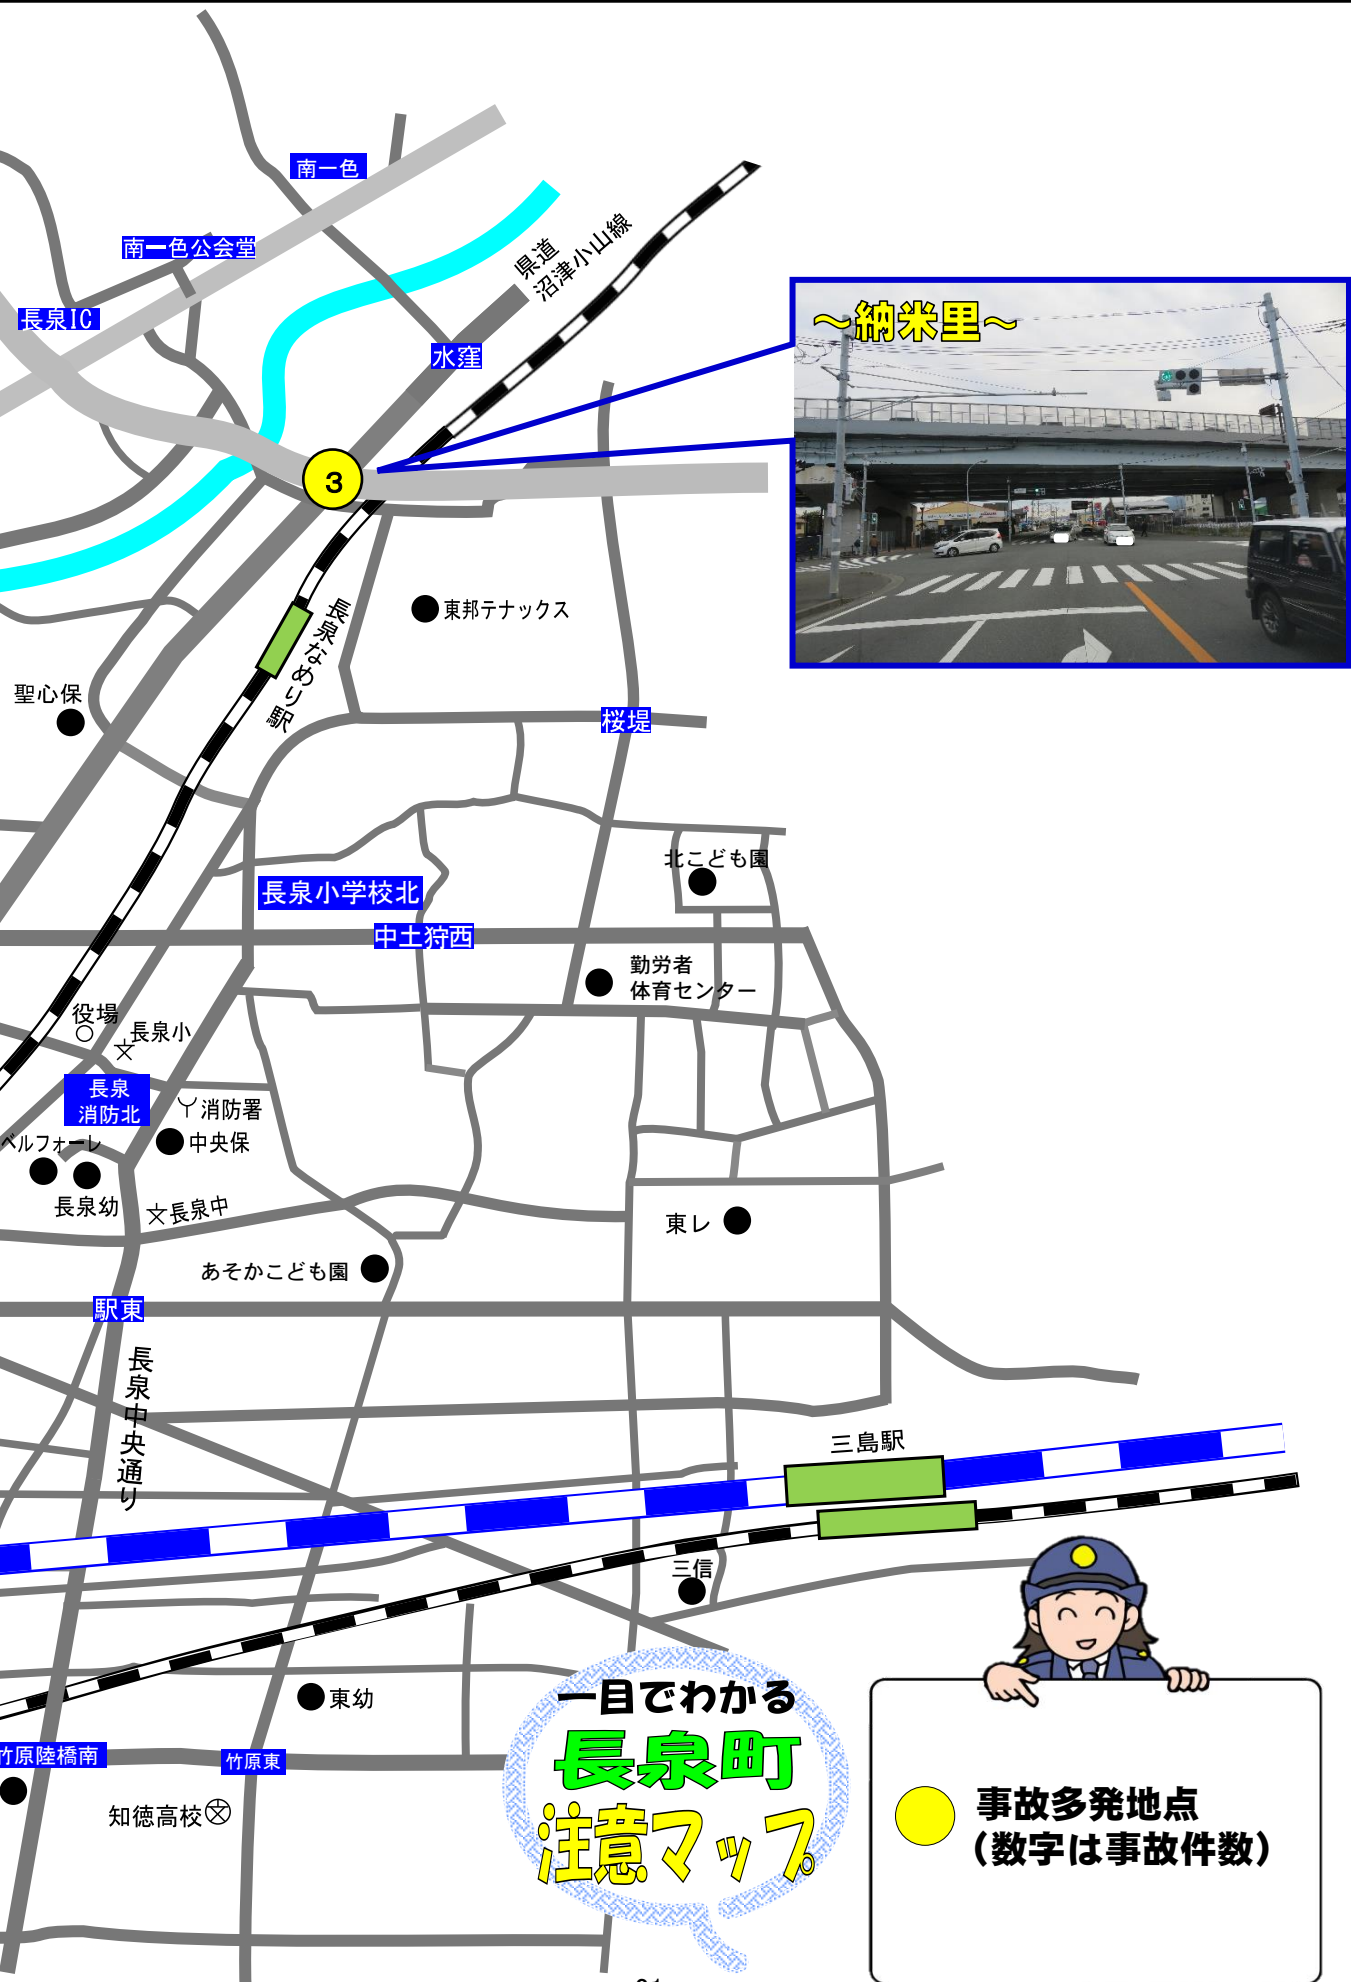 南一色
南一色公会堂
長泉IC
県道
沼津小山線
水窪
～納米里～
3
東邦テナックス
長泉なめり駅
聖心保
桜堤
北こども園
長泉小学校北
中土狩西
勤労者
体育センター
役場
長泉小
長泉
消防北
消防署
中央保
ベルフォーレ
長泉幼
長泉中
東レ
あそかこども園
駅東
長泉中央通り
三島駅
三信
東幼
竹原陸橋南
竹原東
知徳高校
一目でわかる
長泉町
注意マップ
事故多発地点
（数字は事故件数）